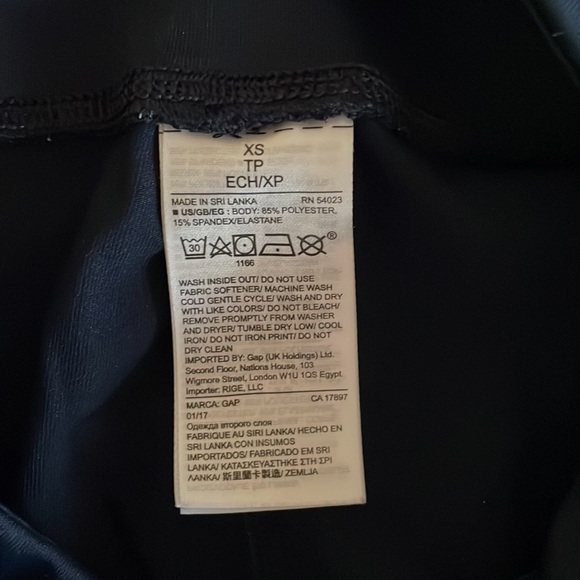 XS
TP
ECH/XP
MADE IN SRI LANKA RN 54023
■ US/GB/EG : BODY: 85% POLYESTER,
15% SPANDEX/ELASTANE
30
®
1166
WASH INSIDE OUT/ DO NOT USE
FABRIC SOFTENER/ MACHINE WASH
COLD GENTLE CYCLE/ WASH AND DRY
WITH LIKE COLORS/ DO NOT BLEACH/
REMOVE PROMPTLY FROM WASHER
AND DRYER/ TUMBLE DRY LOW/ COOL
IRON/ DO NOT IRON PRINT/ DO NOT
DRY CLEAN
IMPORTED BY: Gap (UK Holdings) Ltd.
Second Floor, Nations House, 103
Wigmore Street, London W1U 1QS Egypt
Importer: RIGE, LLC
MARCA: GAP CA 17897
01/17
Одежда второго слоя
FABRIQUE AU SRI LANKA/ HECHO EN
SRI LANKA CON INSUMOS
IMPORTADOS/ FABRICADO EM SRI
LANKA/ ΚΑΤΑΣΚΕΥΑΣΤΗΚΕ ΣΤΗ ΣΡΙ
ΛΑΝΚΑ/ 斯里蘭卡製造/ ZEMLJA